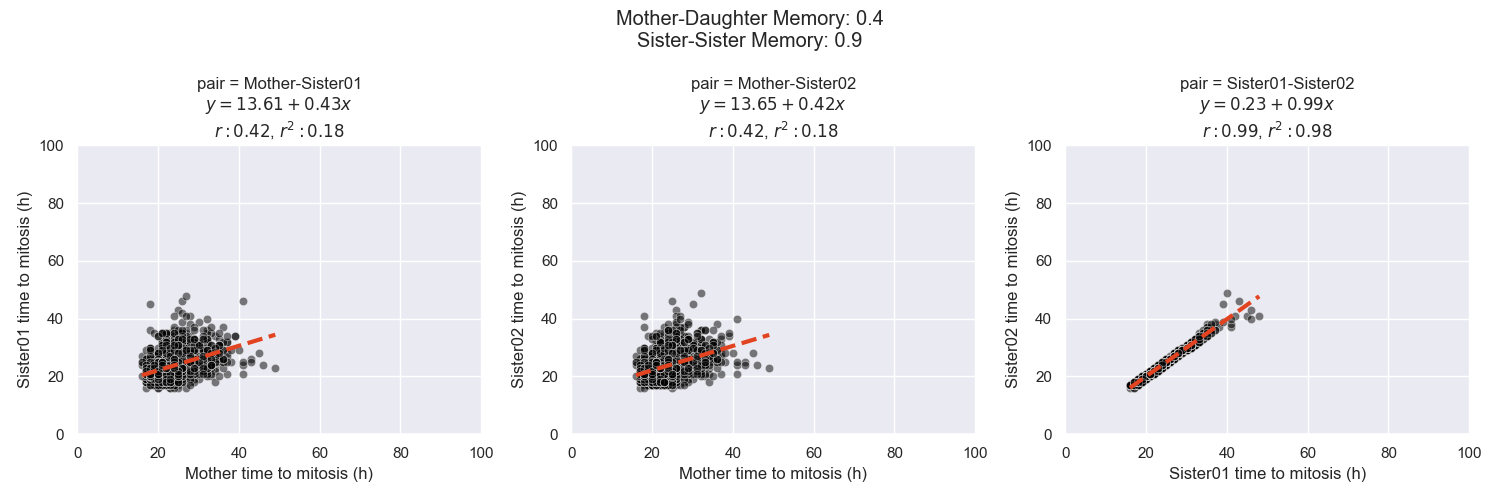 Mother-Daughter Memory: 0.4
Sister-Sister Memory: 0.9
pair = Mother-Sister01
y = 13.61 + 0.43x
r : 0.42, r² : 0.18
100
80
60
40
20
0
Sister01 time to mitosis (h)
0 20 40 60 80 100
Mother time to mitosis (h)
pair = Mother-Sister02
y = 13.65 + 0.42x
r : 0.42, r² : 0.18
100
80
60
40
20
0
Sister02 time to mitosis (h)
0 20 40 60 80 100
Mother time to mitosis (h)
pair = Sister01-Sister02
y = 0.23 + 0.99x
r : 0.99, r² : 0.98
100
80
60
40
20
0
Sister02 time to mitosis (h)
0 20 40 60 80 100
Sister01 time to mitosis (h)